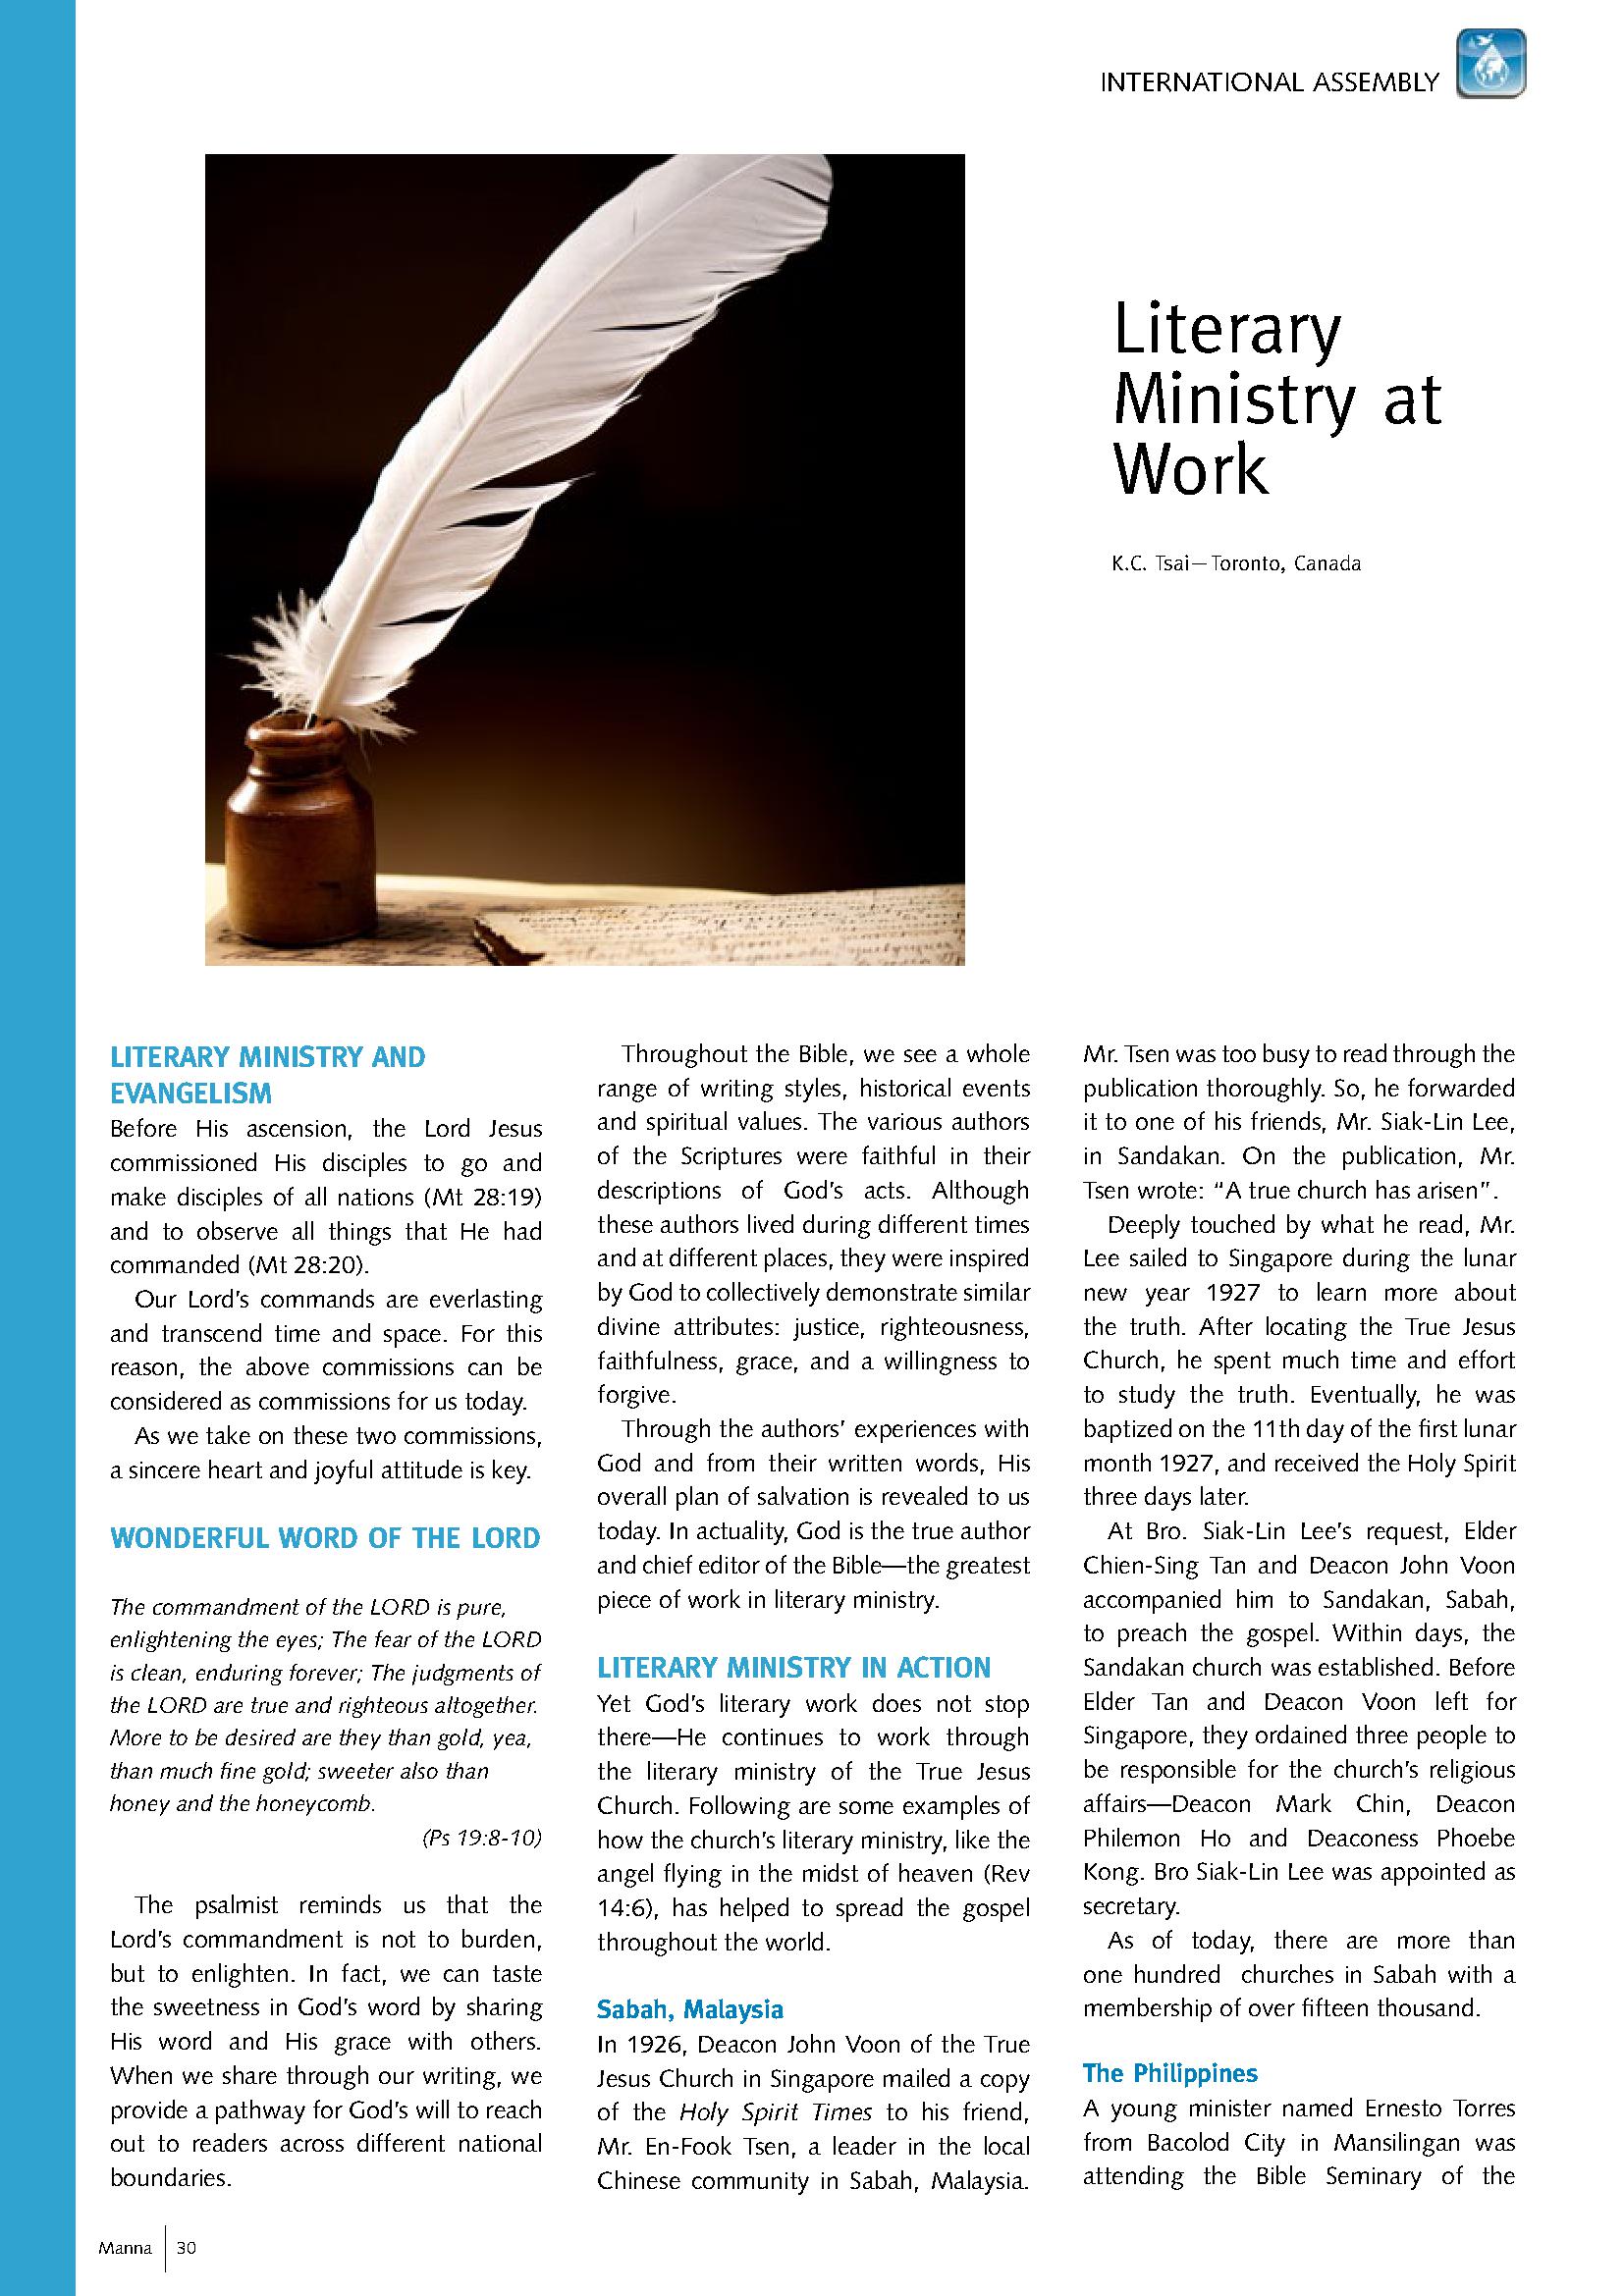 INTERNATIONAL ASSEMBLY
Literary
Ministry at
Work
K.C. Tsai—Toronto, Canada
LITERARY MINISTRY AND
EVANGELISM
Before His ascension, the Lord Jesus
commissioned His disciples to go and
make disciples of all nations (Mt 28:19)
and to observe all things that He had
commanded (Mt 28:20).
Our Lord's commands are everlasting
and transcend time and space. For this
reason, the above commissions can be
considered as commissions for us today.
As we take on these two commissions,
a sincere heart and joyful attitude is key.
WONDERFUL WORD OF THE LORD
The commandment of the LORD is pure,
enlightening the eyes; The fear of the LORD
is clean, enduring forever; The judgments of
the LORD are true and righteous altogether.
More to be desired are they than gold, yea,
than much fine gold; sweeter also than
honey and the honeycomb.
(Ps 19:8-10)
The psalmist reminds us that the
Lord's commandment is not to burden,
but to enlighten. In fact, we can taste
the sweetness in God's word by sharing
His word and His grace with others.
When we share through our writing, we
provide a pathway for God's will to reach
out to readers across different national
boundaries.
Throughout the Bible, we see a whole
range of writing styles, historical events
and spiritual values. The various authors
of the Scriptures were faithful in their
descriptions of God's acts. Although
these authors lived during different times
and at different places, they were inspired
by God to collectively demonstrate similar
divine attributes: justice, righteousness,
faithfulness, grace, and a willingness to
forgive.
Through the authors' experiences with
God and from their written words, His
overall plan of salvation is revealed to us
today. In actuality, God is the true author
and chief editor of the Bible—the greatest
piece of work in literary ministry.
LITERARY MINISTRY IN ACTION
Yet God's literary work does not stop
there—He continues to work through
the literary ministry of the True Jesus
Church. Following are some examples of
how the church's literary ministry, like the
angel flying in the midst of heaven (Rev
14:6), has helped to spread the gospel
throughout the world.
Sabah, Malaysia
In 1926, Deacon John Voon of the True
Jesus Church in Singapore mailed a copy
of the Holy Spirit Times to his friend,
Mr. En-Fook Tsen, a leader in the local
Chinese community in Sabah, Malaysia.
Mr. Tsen was too busy to read through the
publication thoroughly. So, he forwarded
it to one of his friends, Mr. Siak-Lin Lee,
in Sandakan. On the publication, Mr.
Tsen wrote: "A true church has arisen".
Deeply touched by what he read, Mr.
Lee sailed to Singapore during the lunar
new year 1927 to learn more about
the truth. After locating the True Jesus
Church, he spent much time and effort
to study the truth. Eventually, he was
baptized on the 11th day of the first lunar
month 1927, and received the Holy Spirit
three days later.
At Bro. Siak-Lin Lee's request, Elder
Chien-Sing Tan and Deacon John Voon
accompanied him to Sandakan, Sabah,
to preach the gospel. Within days, the
Sandakan church was established. Before
Elder Tan and Deacon Voon left for
Singapore, they ordained three people to
be responsible for the church's religious
affairs—Deacon Mark Chin, Deacon
Philemon Ho and Deaconess Phoebe
Kong. Bro Siak-Lin Lee was appointed as
secretary.
As of today, there are more than
one hundred churches in Sabah with a
membership of over fifteen thousand.
The Philippines
A young minister named Ernesto Torres
from Bacolod City in Mansilingan was
attending the Bible Seminary of the
Manna 30